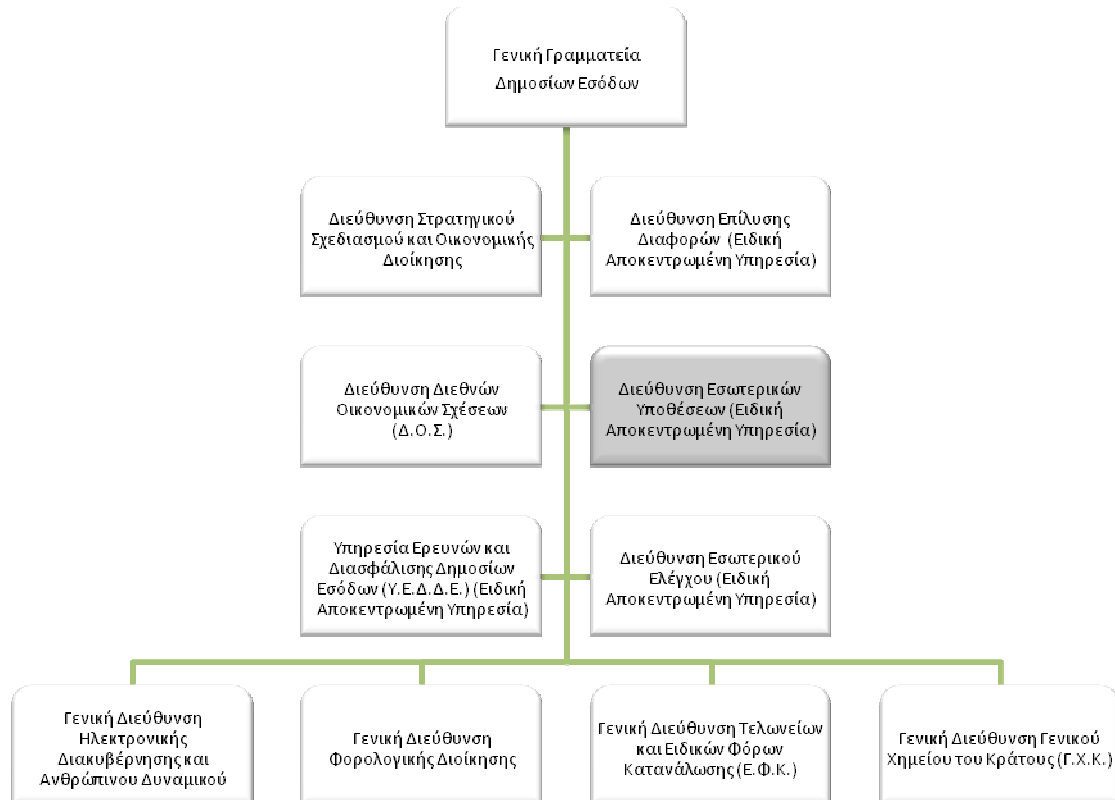 Γενική Γραμματεία
Δημοσίων Εσόδων
Διεύθυνση Στρατηγικού
Σχεδιασμού και Οικονομικής
Διοίκησης
Διεύθυνση Επίλυσης
Διαφορών (Ειδική
Αποκεντρωμένη Υπηρεσία)
Διεύθυνση Διεθνών
Οικονομικών Σχέσεων
(Δ.Ο.Σ.)
Διεύθυνση Εσωτερικών
Υποθέσεων (Ειδική
Αποκεντρωμένη Υπηρεσία)
Υπηρεσία Ερευνών και
Διασφάλισης Δημοσίων
Εσόδων (Υ.Ε.Δ.Δ.Ε.) (Ειδική
Αποκεντρωμένη Υπηρεσία)
Διεύθυνση Εσωτερικού
Ελέγχου (Ειδική
Αποκεντρωμένη Υπηρεσία)
Γενική Διεύθυνση
Ηλεκτρονικής
Διακυβέρνησης και
Ανθρώπινου Δυναμικού
Γενική Διεύθυνση
Φορολογικής Διοίκησης
Γενική Διεύθυνση Τελωνείων
και Ειδικών Φόρων
Κατανάλωσης (Ε.Φ.Κ.)
Γενική Διεύθυνση Γενικού
Χημείου του Κράτους (Γ.Χ.Κ.)